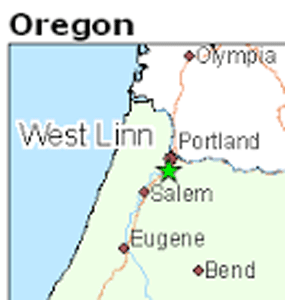 Oregon
Olympia
West Linn
Portland
Salem
Eugene
Bend